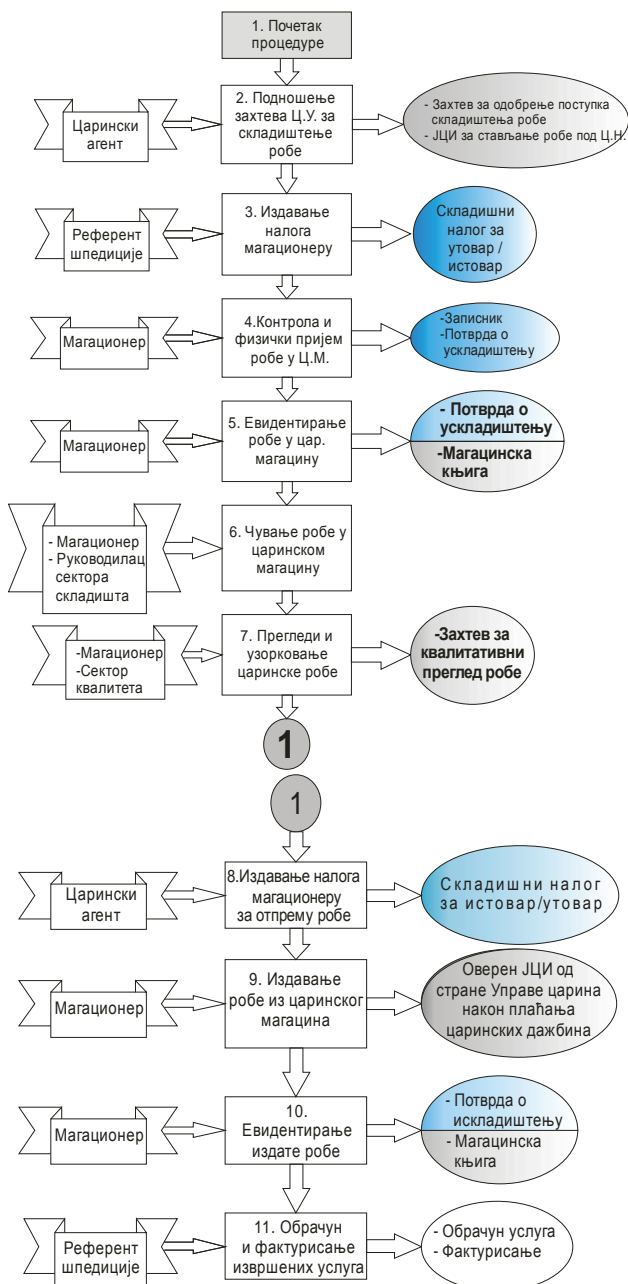 1. Почетак
процедуре
Царински
агент
2. Подношење
захтева Ц.У. за
складиштење
робе
- Захтев за одобрење поступка
складиштења робе
- ЈЦИ за стављање робе под Ц.Н.
Референт
шпедиције
3. Издавање
налога
магационеру
Складишни
налог за
утовар /
истовар
Магационер
4.Контрола и
физички пријем
робе у Ц.М.
-Записник
-Потврда о
ускладиштењу
Магационер
5. Евидентирање
робе у цар.
магацину
- Потврда о
ускладиштењу
-Магацинска
књига
- Магационер
- Руководилац
сектора
складишта
6. Чување робе у
царинском
магацину
-Магационер
-Сектор
квалитета
7. Прегледи и
узорковање
царинске робе
-Захтев за
квалитативни
преглед робе
1
1
Царински
агент
8.Издавање налога
магационеру
за отпрему робе
Складишни налог
за истовар/утовар
Магационер
9. Издавање
робе из царинског
магацина
Оверен ЈЦИ од
стране Управе царина
након плаћања
царинских дажбина
Магационер
10.
Евидентирање
издате робе
- Потврда о
искладиштењу
- Магацинска
књига
Референт
шпедиције
11. Обрачун
и фактурисање
извршених услуга
- Обрачун услуга
- Фактурисање